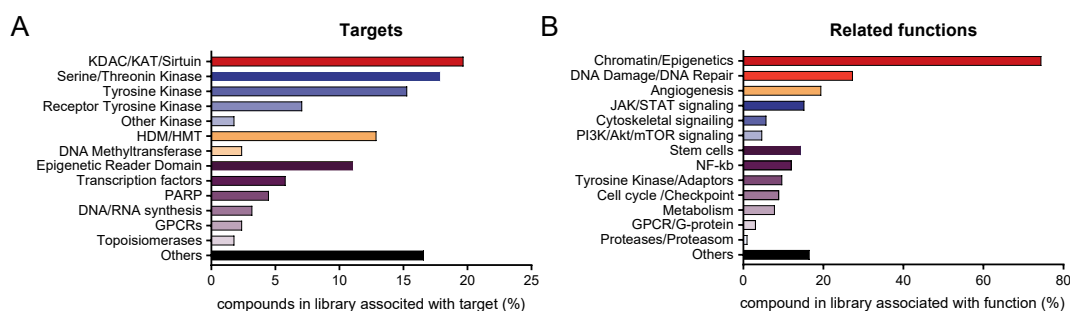 A
Targets
KDAC/KAT/Sirtuin
Serine/Threonin Kinase
Tyrosine Kinase
Receptor Tyrosine Kinase
Other Kinase
HDM/HMT
DNA Methyltransferase
Epigenetic Reader Domain
Transcription factors
PARP
DNA/RNA synthesis
GPCRs
Topoisiomerases
Others
0 5 10 15 20 25
compounds in library associted with target (%)
B
Related functions
Chromatin/Epigenetics
DNA Damage/DNA Repair
Angiogenesis
JAK/STAT signaling
Cytoskeletal signailling
PI3K/Akt/mTOR signaling
Stem cells
NF-kb
Tyrosine Kinase/Adaptors
Cell cycle /Checkpoint
Metabolism
GPCR/G-protein
Proteases/Proteasom
Others
0 20 40 60 80
compound in library associated with function (%)